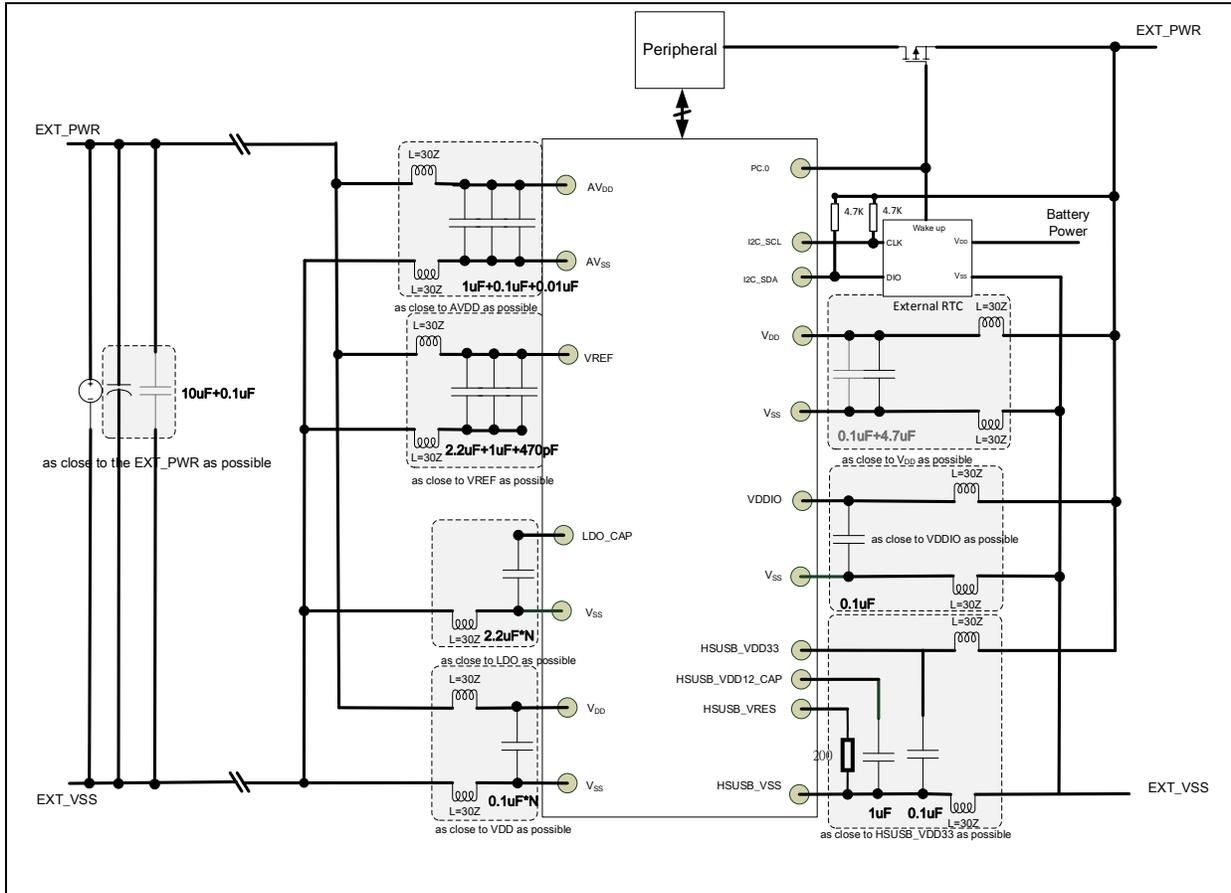 Peripheral
EXT_PWR
EXT_PWR
L=30Z
AVDD
AVSS
L=30Z
1uF+0.1uF+0.01uF
as close to AVDD as possible
L=30Z
VREF
L=30Z
2.2uF+1uF+470pF
as close to VREF as possible
+
−
10uF+0.1uF
as close to the EXT_PWR as possible
LDO_CAP
VSS
L=30Z
2.2uF*N
as close to LDO as possible
L=30Z
VDD
VSS
0.1uF*N
L=30Z
as close to VDD as possible
EXT_VSS
PC.0
4.7K
4.7K
Wake up
Battery
Power
I2C_SCL
CLK
VDD
I2C_SDA
DIO
VSS
External RTC
L=30Z
VDD
VSS
0.1uF+4.7uF
L=30Z
as close to VDD as possible
L=30Z
VDDIO
as close to VDDIO as possible
VSS
0.1uF
L=30Z
L=30Z
HSUSB_VDD33
HSUSB_VDD12_CAP
HSUSB_VRES
200
HSUSB_VSS
EXT_VSS
1uF
0.1uF
L=30Z
as close to HSUSB_VDD33 as possible